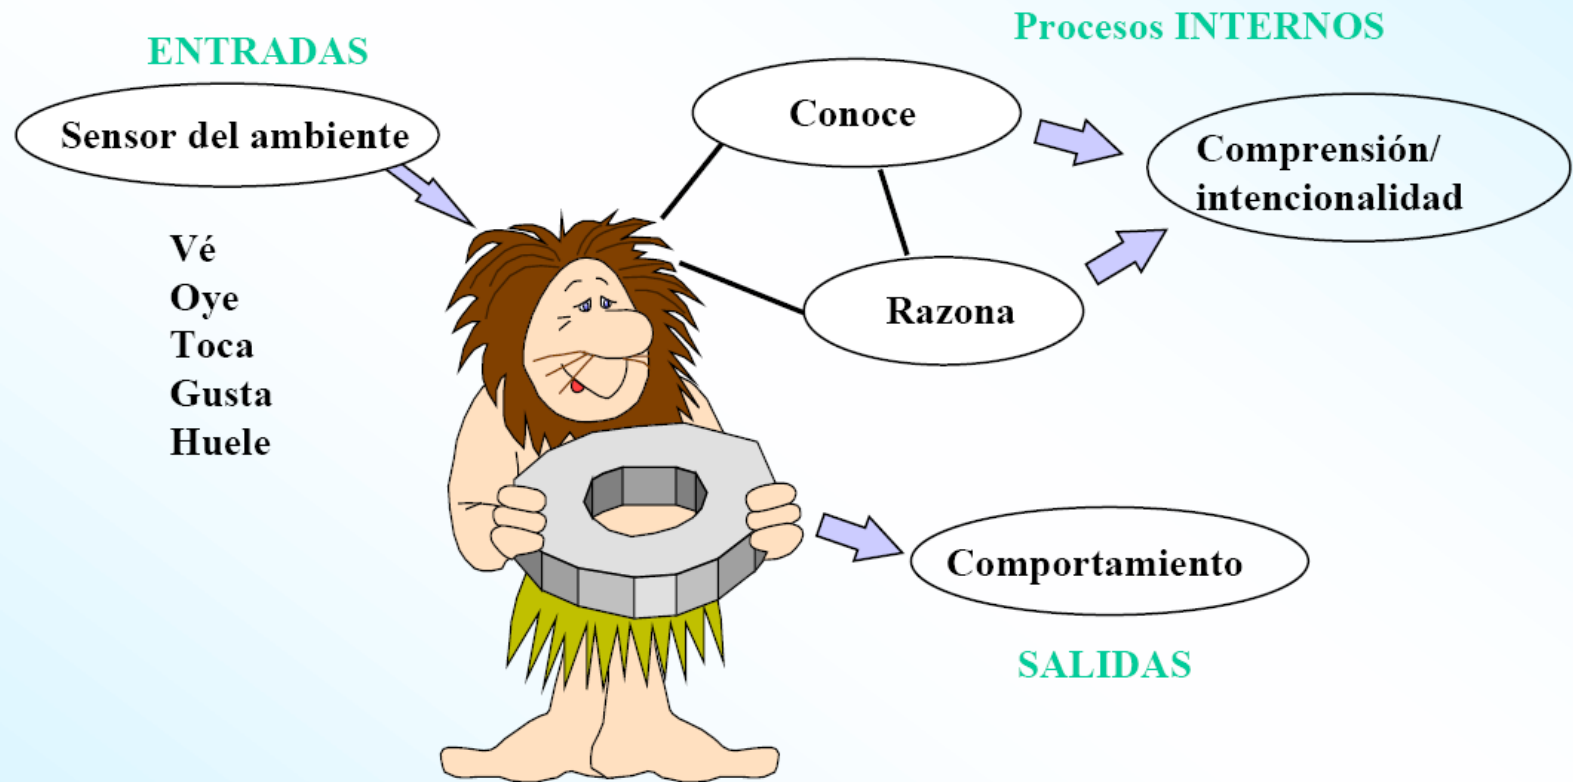 ENTRADAS
Sensor del ambiente
Vé
Oye
Toca
Gusta
Huele
Procesos INTERNOS
Conoce
Razona
Comprensión/
intencionalidad
Comportamiento
SALIDAS